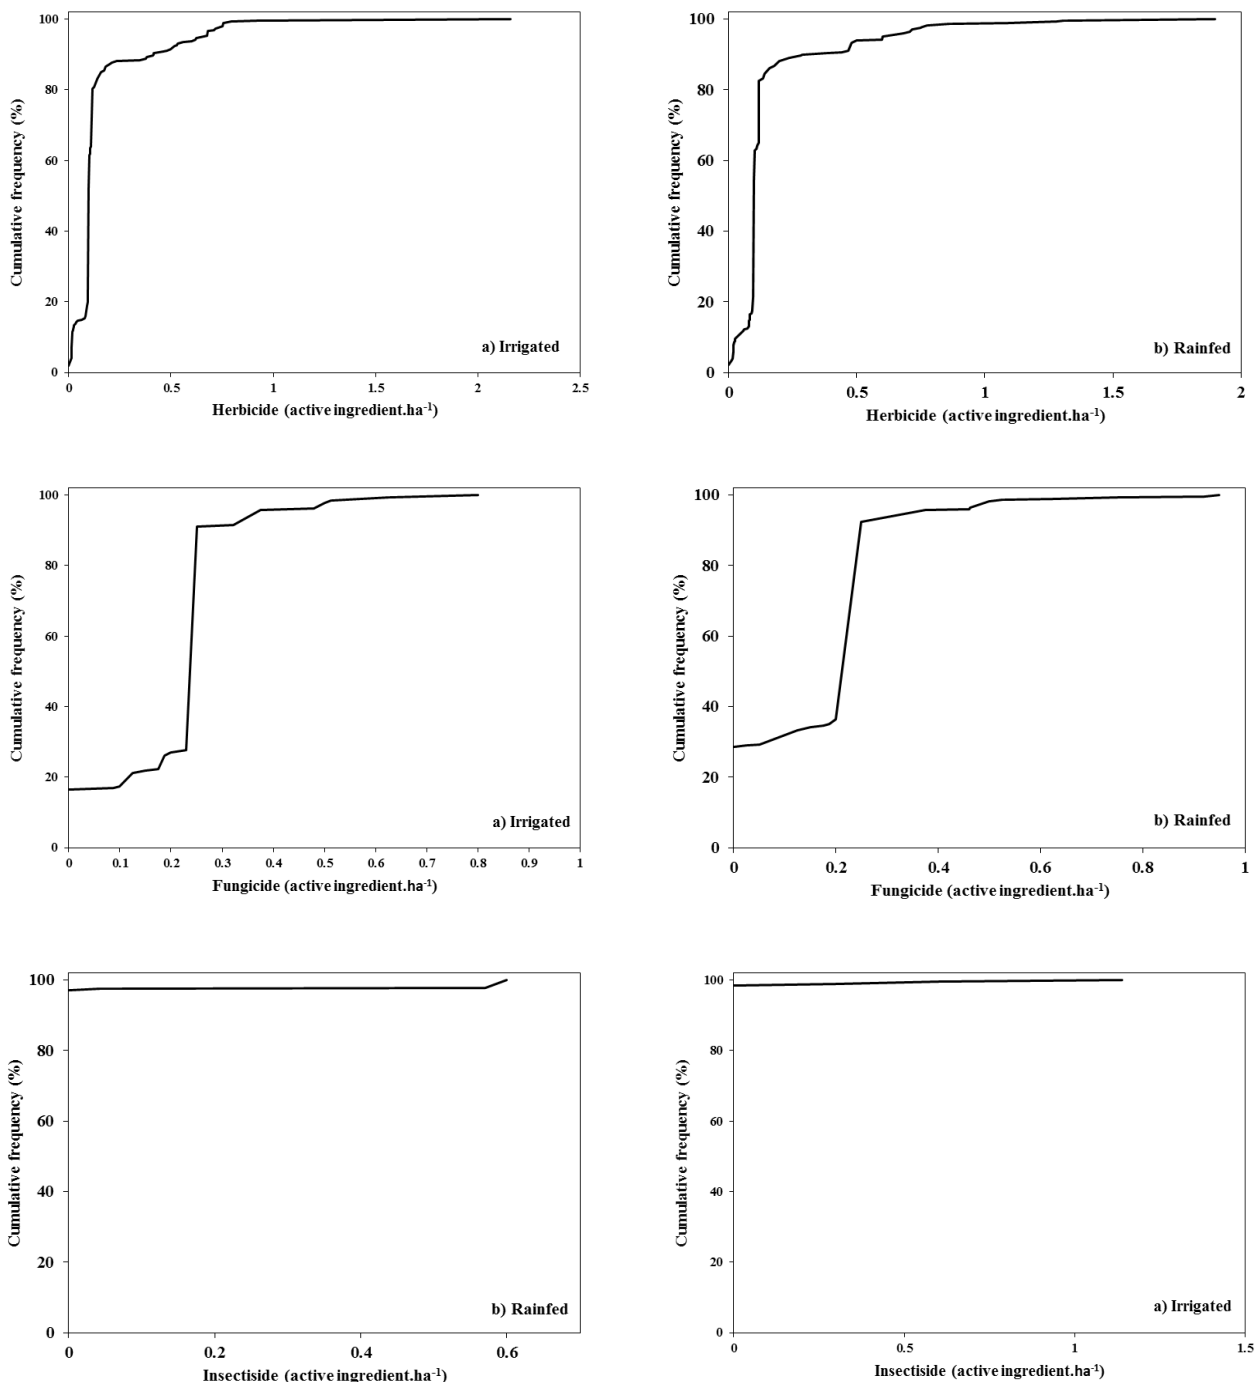 Cumulative frequency (%)
100
80
60
40
20
0
a) Irrigated
0 0.5 1 1.5 2 2.5
Herbicide (active ingredient.ha-1)
Cumulative frequency (%)
100
80
60
40
20
0
b) Rainfed
0 0.5 1 1.5 2
Herbicide (active ingredient.ha-1)
Cumulative frequency (%)
100
80
60
40
20
0
a) Irrigated
0 0.1 0.2 0.3 0.4 0.5 0.6 0.7 0.8 0.9 1
Fungicide (active ingredient.ha-1)
Cumulative frequency (%)
100
80
60
40
20
0
b) Rainfed
0 0.2 0.4 0.6 0.8 1
Fungicide (active ingredient.ha-1)
Cumulative frequency (%)
100
80
60
40
20
0
b) Rainfed
0 0.2 0.4 0.6
Insectiside (active ingredient.ha-1)
Cumulative frequency (%)
100
80
60
40
20
0
a) Irrigated
0 0.5 1 1.5
Insectiside (active ingredient.ha-1)